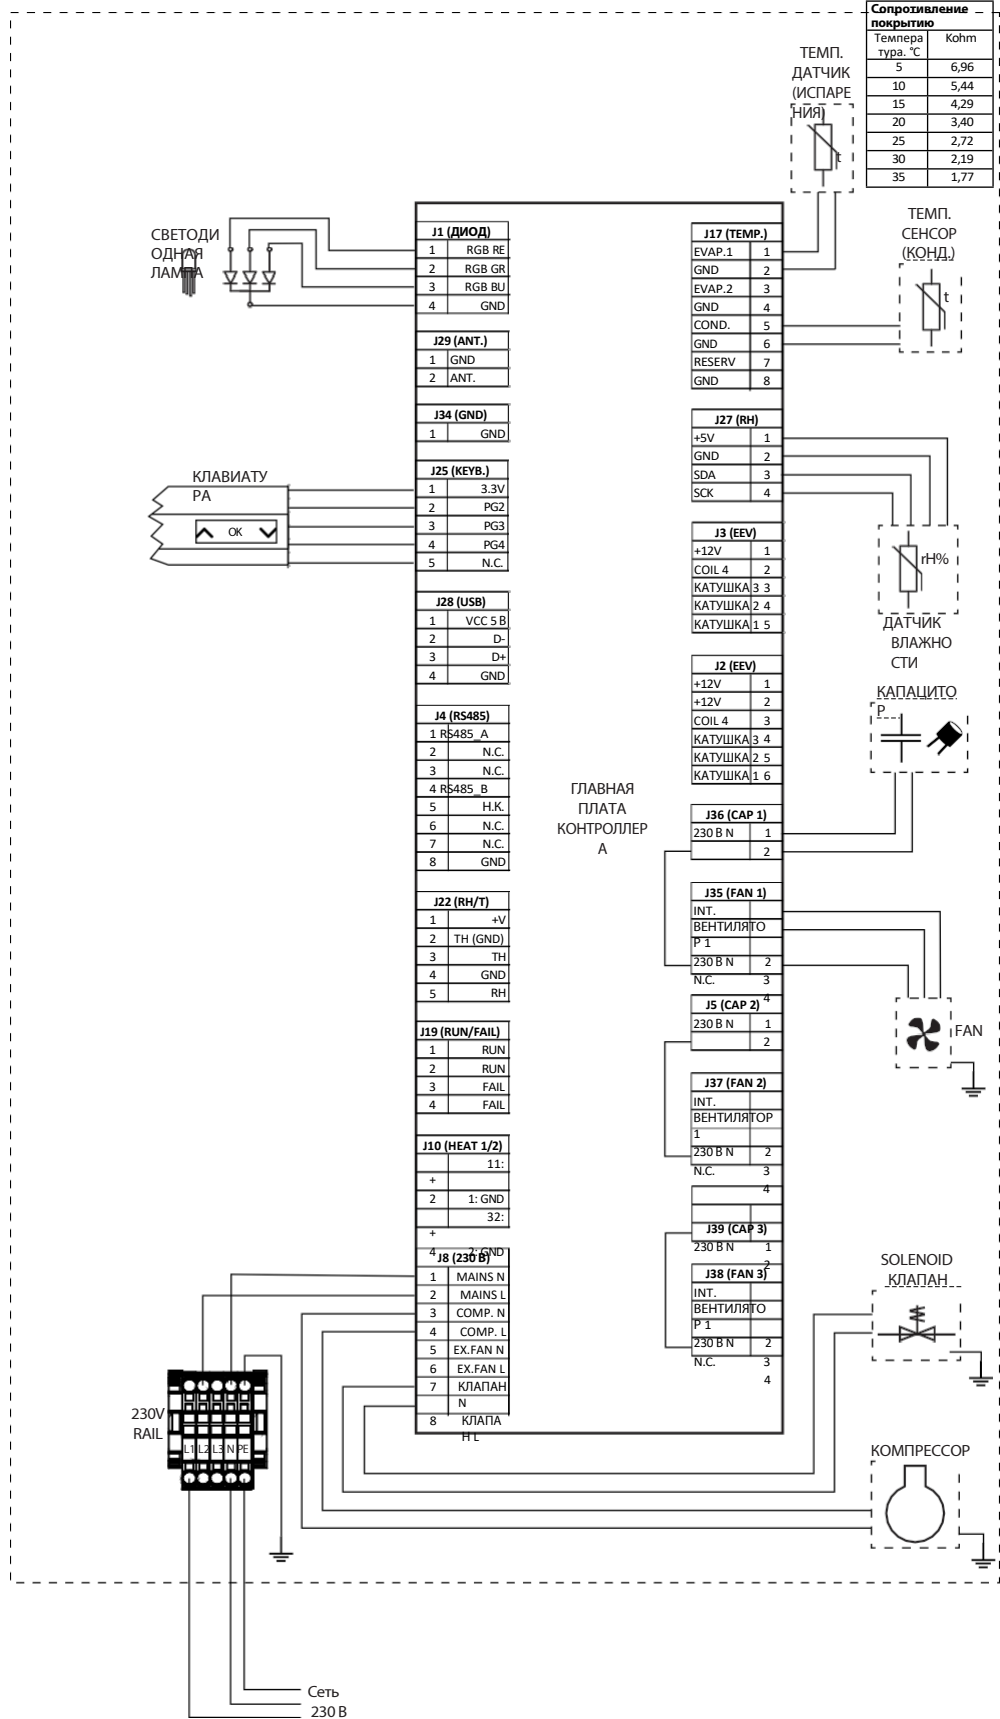 Сопротивление
покрытию
Темпера
тура. °C
Kohm
5 6,96
10 5,44
15 4,29
20 3,40
25 2,72
30 2,19
35 1,77
ТЕМП.
ДАТЧИК
(ИСПАРЕ
НИЯ)
t
ТЕМП.
СЕНСОР
(КОНД.)
t
СВЕТОДИ
ОДНАЯ
ЛАМПА
J1 (ДИОД)
1 RGB RE
2 RGB GR
3 RGB BU
4 GND
J29 (ANT.)
1 GND
2 ANT.
J34 (GND)
1 GND
КЛАВИАТУ
РА
OK
J25 (KEYB.)
1 3.3V
2 PG2
3 PG3
4 PG4
5 N.C.
J28 (USB)
1 VCC 5 В
2 D-
3 D+
4 GND
J4 (RS485)
1 RS485_A
2 N.C.
3 N.C.
4 RS485_B
5 Н.К.
6 N.C.
7 N.C.
8 GND
J22 (RH/T)
1 +V
2 TH (GND)
3 TH
4 GND
5 RH
J19 (RUN/FAIL)
1 RUN
2 RUN
3 FAIL
4 FAIL
J10 (HEAT 1/2)
11:
+
2 1: GND
32:
+
4 2: GND
J8 (230 В)
1 MAINS N
2 MAINS L
3 COMP. N
4 COMP. L
5 EX.FAN N
6 EX.FAN L
7 КЛАПАН
N
8 КЛАПА
Н L
ГЛАВНАЯ
ПЛАТА
КОНТРОЛЛЕР
А
J17 (TEMP.)
EVAP.1 1
GND 2
EVAP.2 3
GND 4
COND. 5
GND 6
RESERV 7
GND 8
J27 (RH)
+5V 1
GND 2
SDA 3
SCK 4
J3 (EEV)
+12V 1
COIL 4 2
КАТУШКА 3 3
КАТУШКА 2 4
КАТУШКА 1 5
J2 (EEV)
+12V 1
+12V 2
COIL 4 3
КАТУШКА 3 4
КАТУШКА 2 5
КАТУШКА 1 6
J36 (CAP 1)
230 В N 1
2
J35 (FAN 1)
INT.
ВЕНТИЛЯТО
Р 1
230 В N 2
N.C. 3
4
J5 (CAP 2)
230 В N 1
2
J37 (FAN 2)
INT.
ВЕНТИЛЯТОР
1
230 В N 2
N.C. 3
4
J39 (CAP 3)
230 В N 1
2
J38 (FAN 3)
INT.
ВЕНТИЛЯТО
Р 1
230 В N 2
N.C. 3
4
rH%
ДАТЧИК
ВЛАЖНО
СТИ
КАПАЦИТО
Р
FAN
SOLENOID
КЛАПАН
КОМПРЕССОР
230V
RAIL
L1 L2 L3 N PE
Сеть
230 В